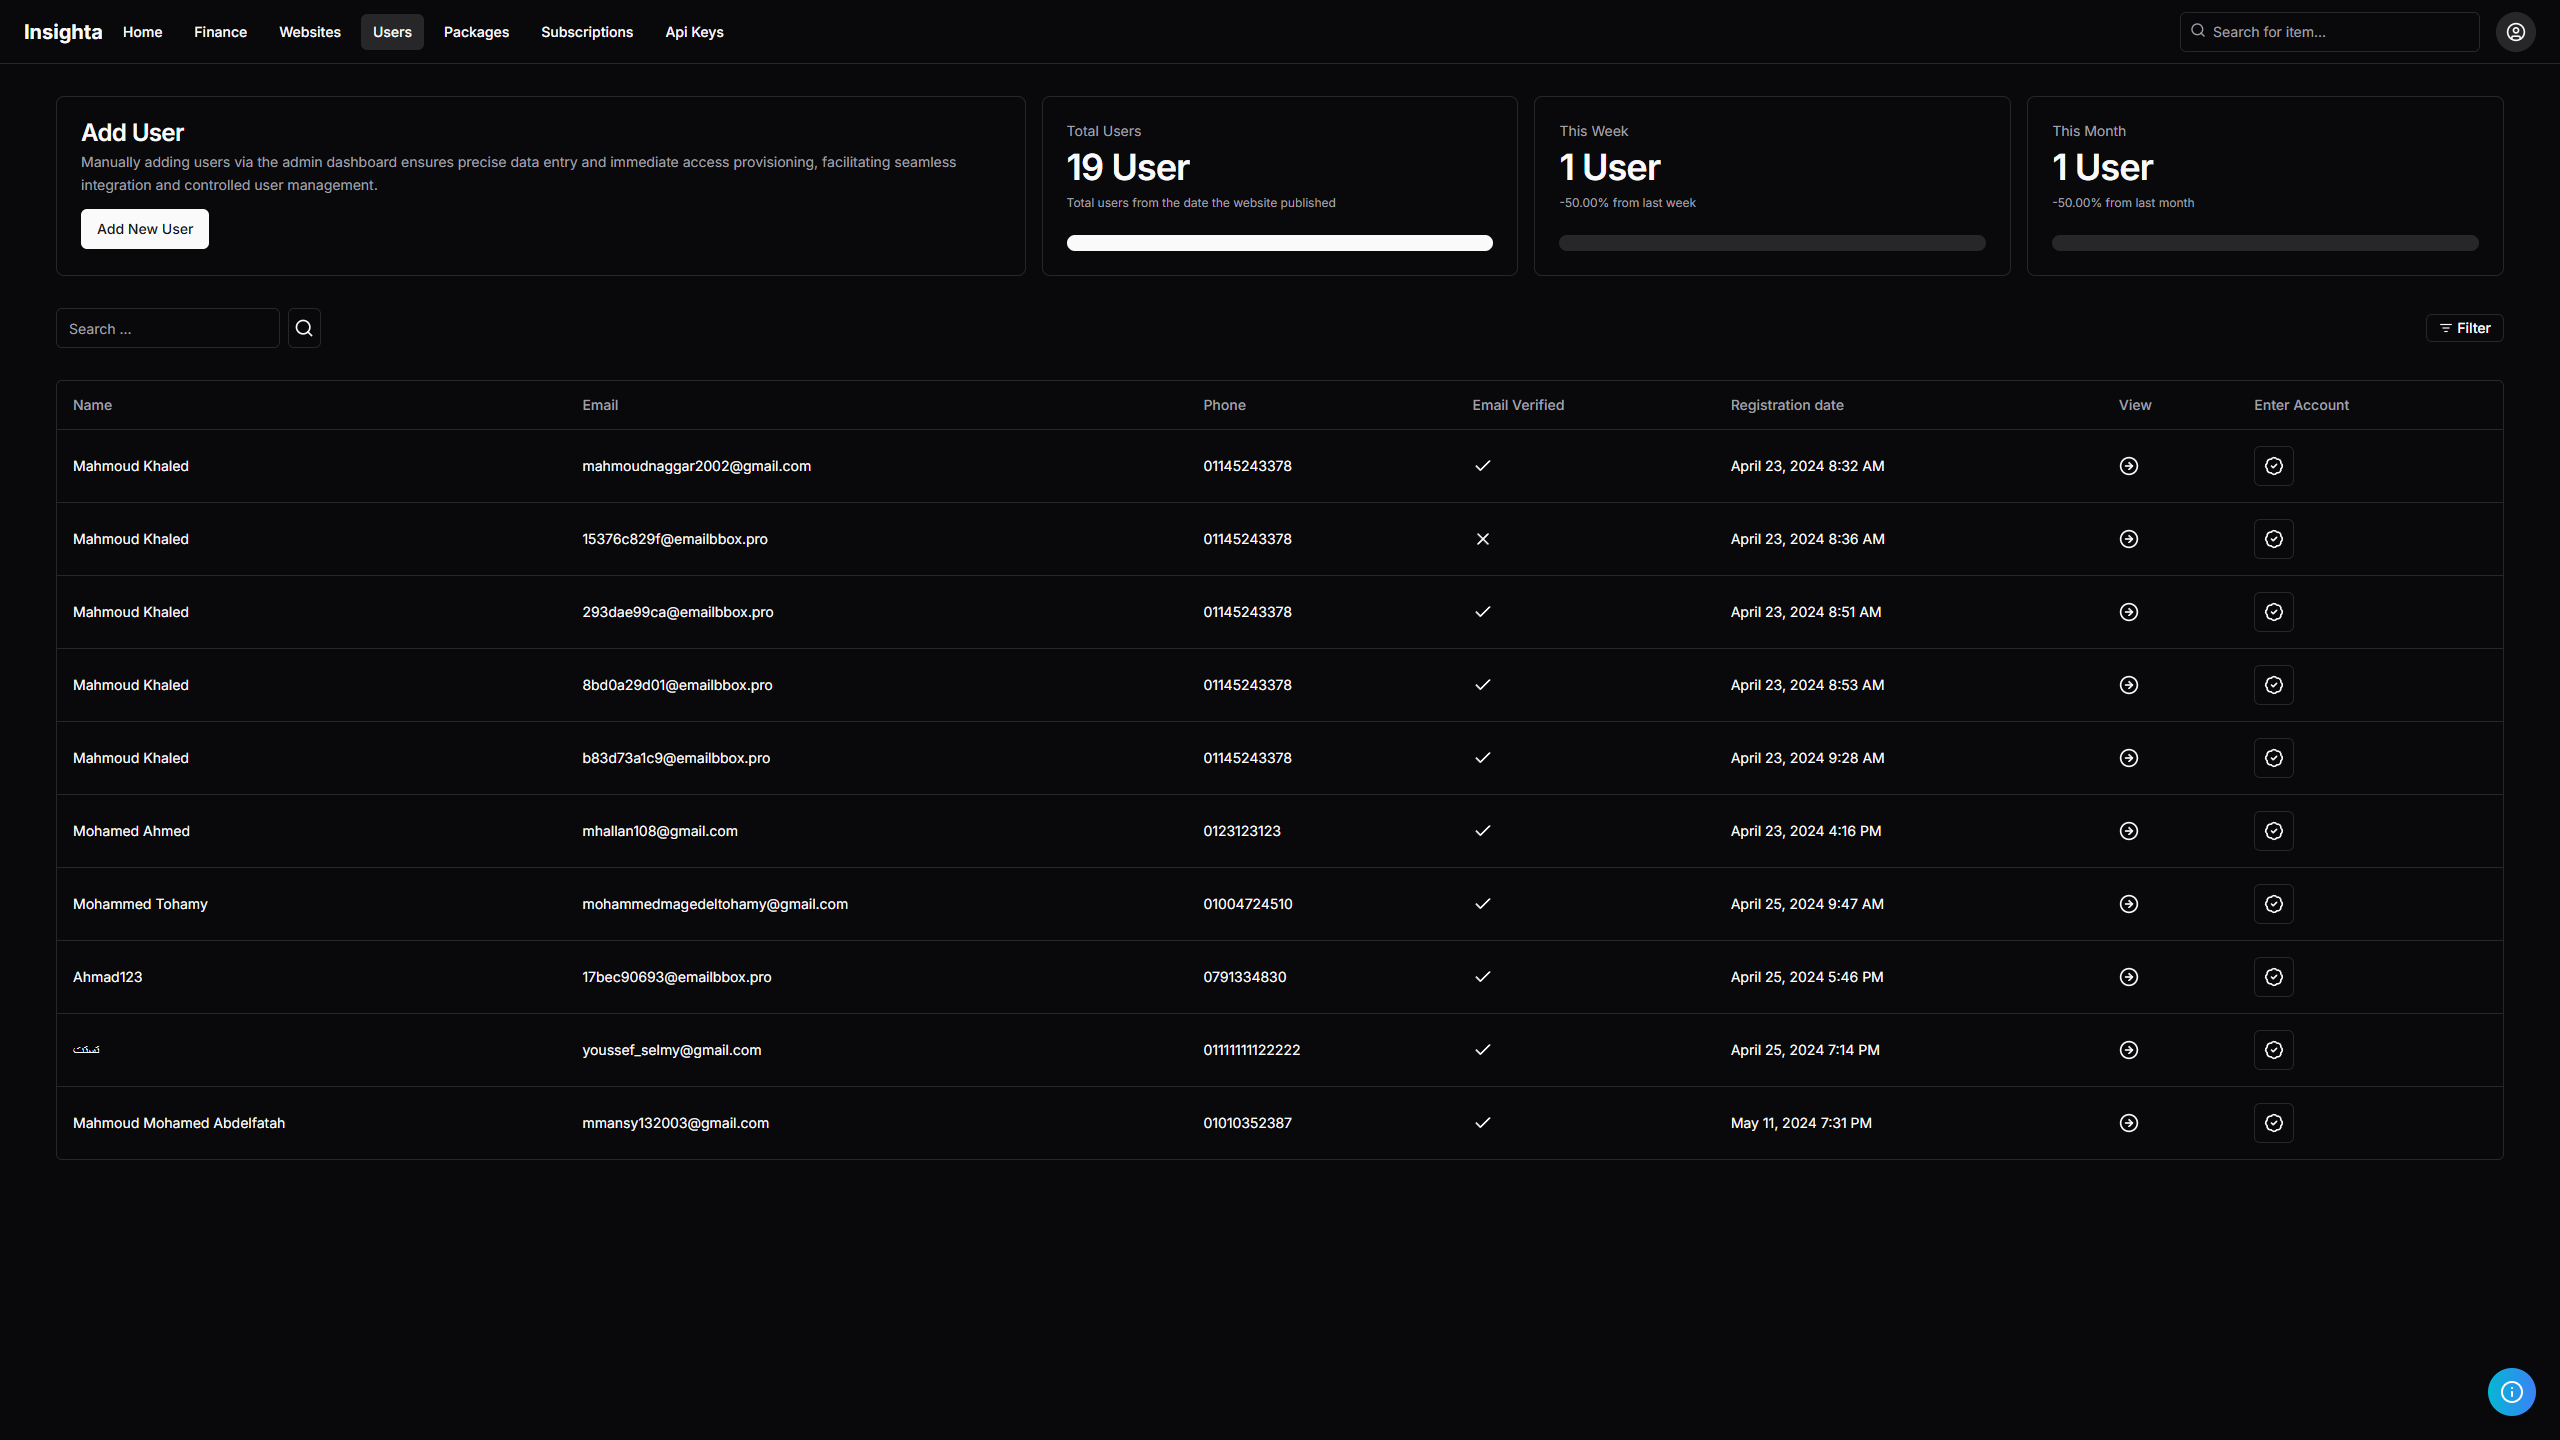 Insighta Home Finance Websites Users Packages Subscriptions Api Keys Search for item...
Add User
Manually adding users via the admin dashboard ensures precise data entry and immediate access provisioning, facilitating seamless
integration and controlled user management.
Add New User
Total Users
19 User
Total users from the date the website published
This Week
1 User
-50.00% from last week
This Month
1 User
-50.00% from last month
Search ...
Filter
Name Email Phone Email Verified Registration date View Enter Account
Mahmoud Khaled mahmoudnaggar2002@gmail.com 01145243378 April 23, 2024 8:32 AM
Mahmoud Khaled 15376c829f@emailbbox.pro 01145243378 April 23, 2024 8:36 AM
Mahmoud Khaled 293dae99ca@emailbbox.pro 01145243378 April 23, 2024 8:51 AM
Mahmoud Khaled 8bd0a29d01@emailbbox.pro 01145243378 April 23, 2024 8:53 AM
Mahmoud Khaled b83d73a1c9@emailbbox.pro 01145243378 April 23, 2024 9:28 AM
Mohamed Ahmed mhallan108@gmail.com 0123123123 April 23, 2024 4:16 PM
Mohammed Tohamy mohammedmagedeltohamy@gmail.com 01004724510 April 25, 2024 9:47 AM
Ahmad123 17bec90693@emailbbox.pro 0791334830 April 25, 2024 5:46 PM
youssef_selmy@gmail.com 01111111122222 April 25, 2024 7:14 PM
Mahmoud Mohamed Abdelfatah mmansy132003@gmail.com 01010352387 May 11, 2024 7:31 PM